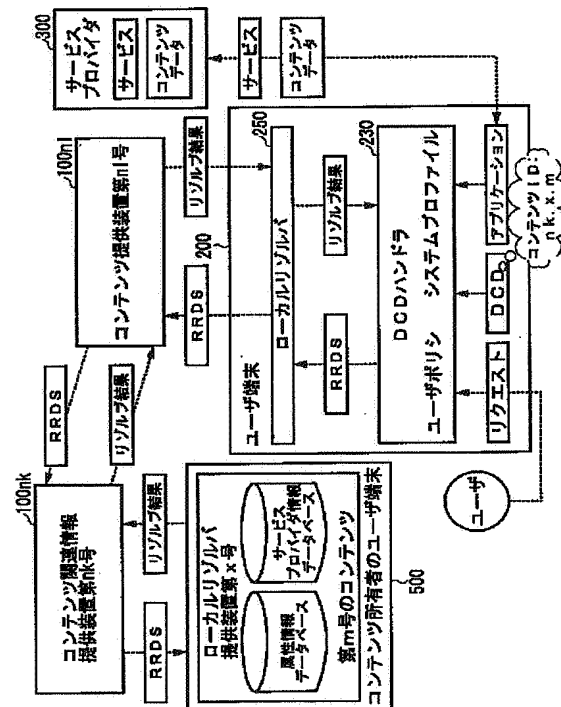 サービス
プロバイダ
300
サービス
コンテンツ
データ
サービス
コンテンツ
データ
100nl
コンテンツ提供装置第nl号
リゾルブ結果
RRDS
RRDS
リゾルブ結果
100nk
コンテンツ関連情報
提供装置第nk号
リゾルブ結果
RRDS
200
ユーザ端末
250
ローカルリゾルバ
リゾルブ結果
RRDS
230
DCDハンドラ
ユーザポリシ システムプロファイル
リクエスト
DCD
アプリケーション
コンテンツID:
nk.x.m
ユーザ
ローカルリゾルバ
提供装置第x号
属性情報
データベース
サービス
プロバイダ情報
データベース
第m号のコンテンツ
コンテンツ所有者のユーザ端末
500